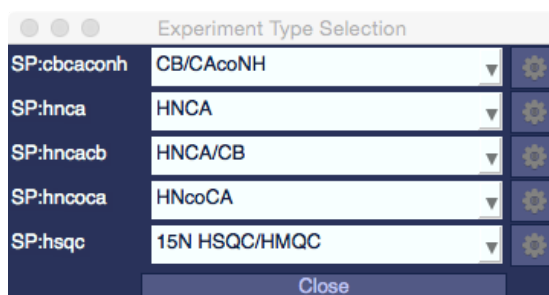 Experiment Type Selection
SP:cbcaconh CB/CAcoNH
SP:hnca HNCA
SP:hncacb HNCA/CB
SP:hncoca HNcoCA
SP:hsqc 15N HSQC/HMQC
Close